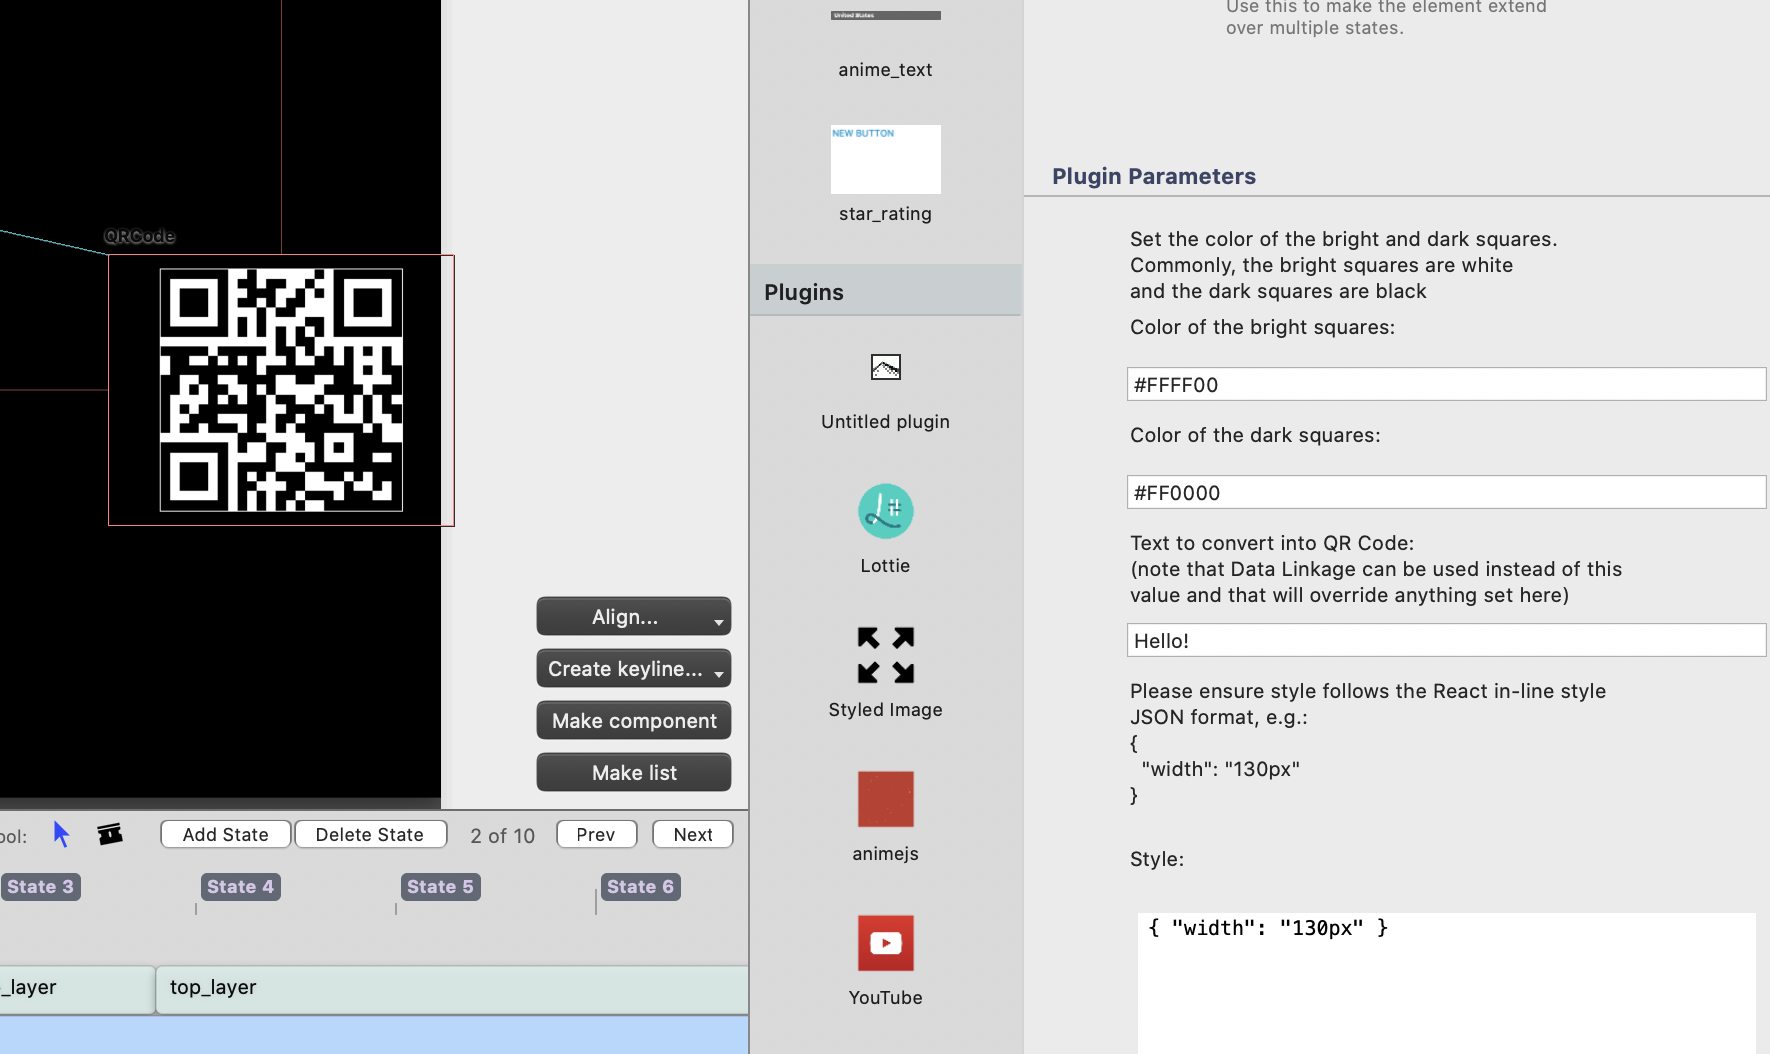 QRCode
Align...
Create keyline...
Make component
Make list
ool:
Add State
Delete State
2 of 10
Prev
Next
State 3
State 4
State 5
State 6
_layer
top_layer
United States
anime_text
NEW BUTTON
star_rating
Plugins
Untitled plugin
Lottie
Styled Image
animejs
YouTube
Use this to make the element extend
over multiple states.
Plugin Parameters
Set the color of the bright and dark squares.
Commonly, the bright squares are white
and the dark squares are black
Color of the bright squares:
#FFFF00
Color of the dark squares:
#FF0000
Text to convert into QR Code:
(note that Data Linkage can be used instead of this
value and that will override anything set here)
Hello!
Please ensure style follows the React in-line style
JSON format, e.g.:
{
"width": "130px"
}
Style:
{ "width": "130px" }